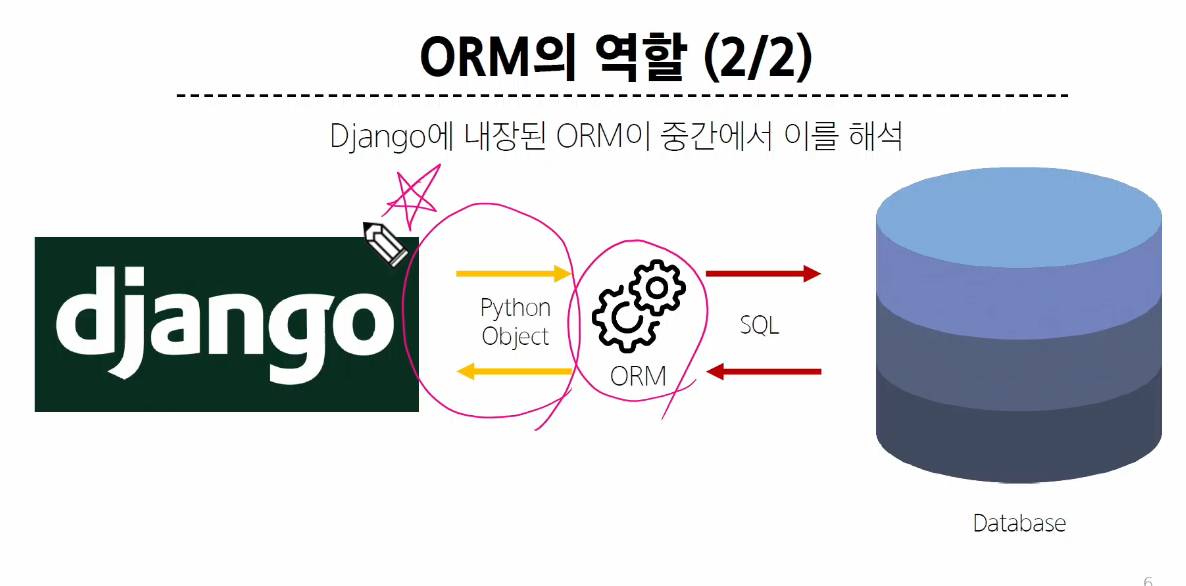 ORM의 역할 (2/2)
Django에 내장된 ORM이 중간에서 이를 해석
django
Python
Object
ORM
SQL
Database
6